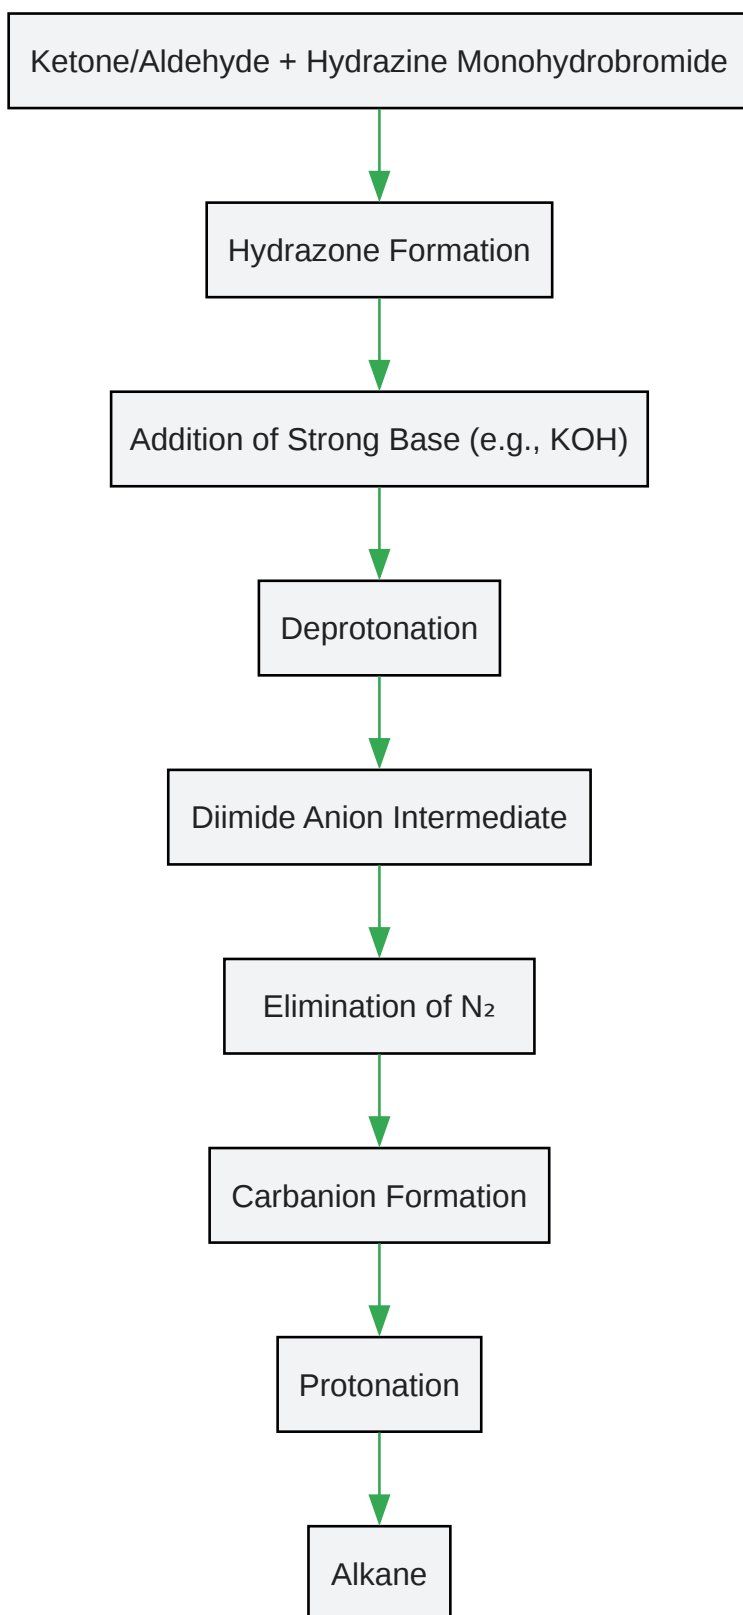 Ketone/Aldehyde + Hydrazine Monohydrobromide
Hydrazone Formation
Addition of Strong Base (e.g., KOH)
Deprotonation
Diimide Anion Intermediate
Elimination of N₂
Carbanion Formation
Protonation
Alkane